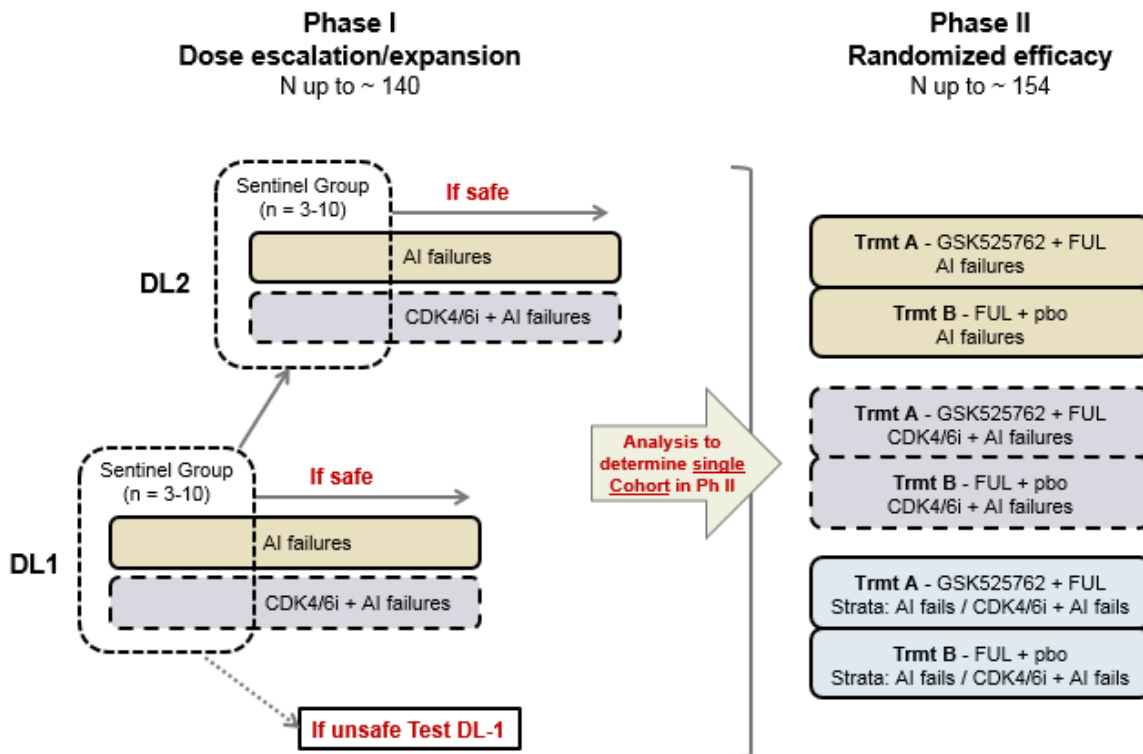 Phase I
Dose escalation/expansion
N up to ~ 140
Phase II
Randomized efficacy
N up to ~ 154
Sentinel Group
(n = 3-10)
If safe
AI failures
CDK4/6i + AI failures
DL2
Sentinel Group
(n = 3-10)
If safe
AI failures
CDK4/6i + AI failures
DL1
If unsafe Test DL-1
Analysis to
determine single
Cohort in Ph II
Trmt A - GSK525762 + FUL
AI failures
Trmt B - FUL + pbo
AI failures
Trmt A - GSK525762 + FUL
CDK4/6i + AI failures
Trmt B - FUL + pbo
CDK4/6i + AI failures
Trmt A - GSK525762 + FUL
Strata: AI fails / CDK4/6i + AI fails
Trmt B - FUL + pbo
Strata: AI fails / CDK4/6i + AI fails